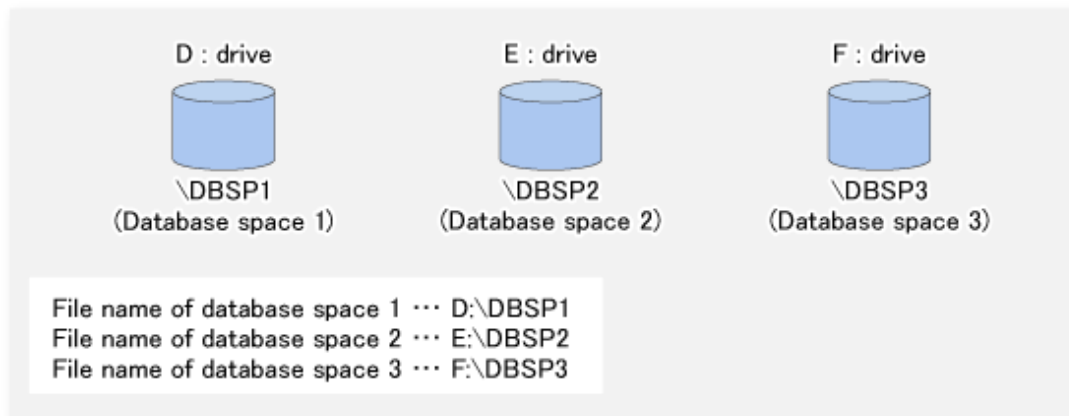 D : drive
E : drive
F : drive
\DBSP1
(Database space 1)
\DBSP2
(Database space 2)
\DBSP3
(Database space 3)
File name of database space 1 ··· D:\DBSP1
File name of database space 2 ··· E:\DBSP2
File name of database space 3 ··· F:\DBSP3